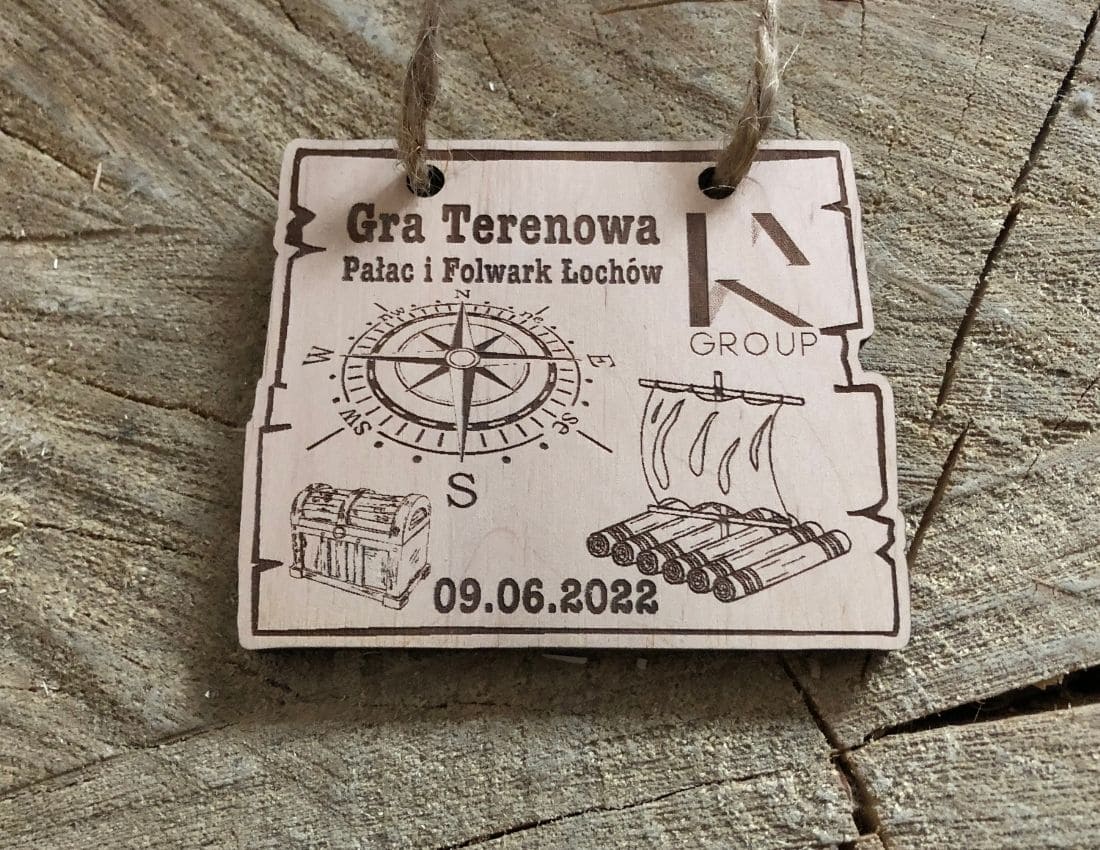 Gra Terenowa
Pałac i Folwark Łochów
K
GROUP
N
W
E
SW
SE
S
09.06.2022